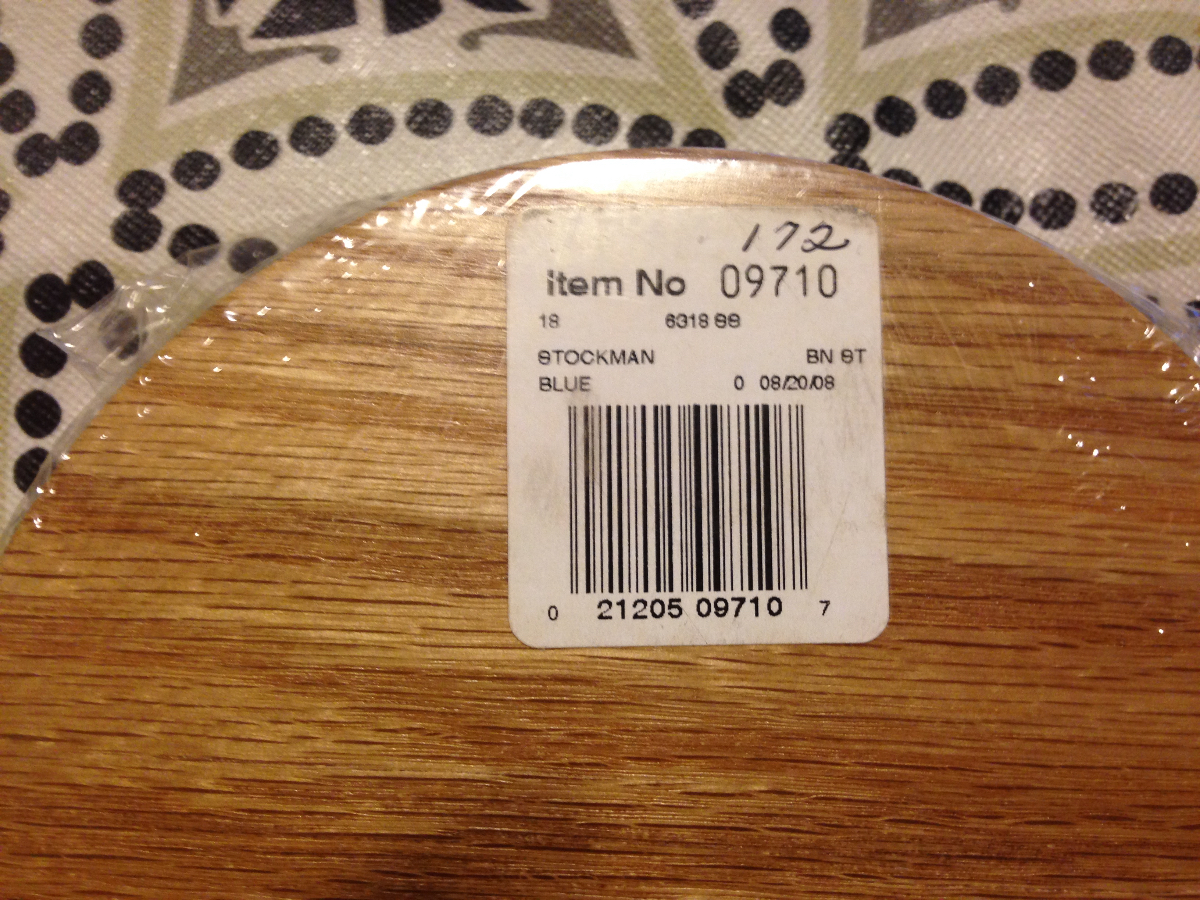 172
Item No 09710
18 6318 SS
STOCKMAN BN ST
BLUE 0 08/20/08
0 21205 09710 7